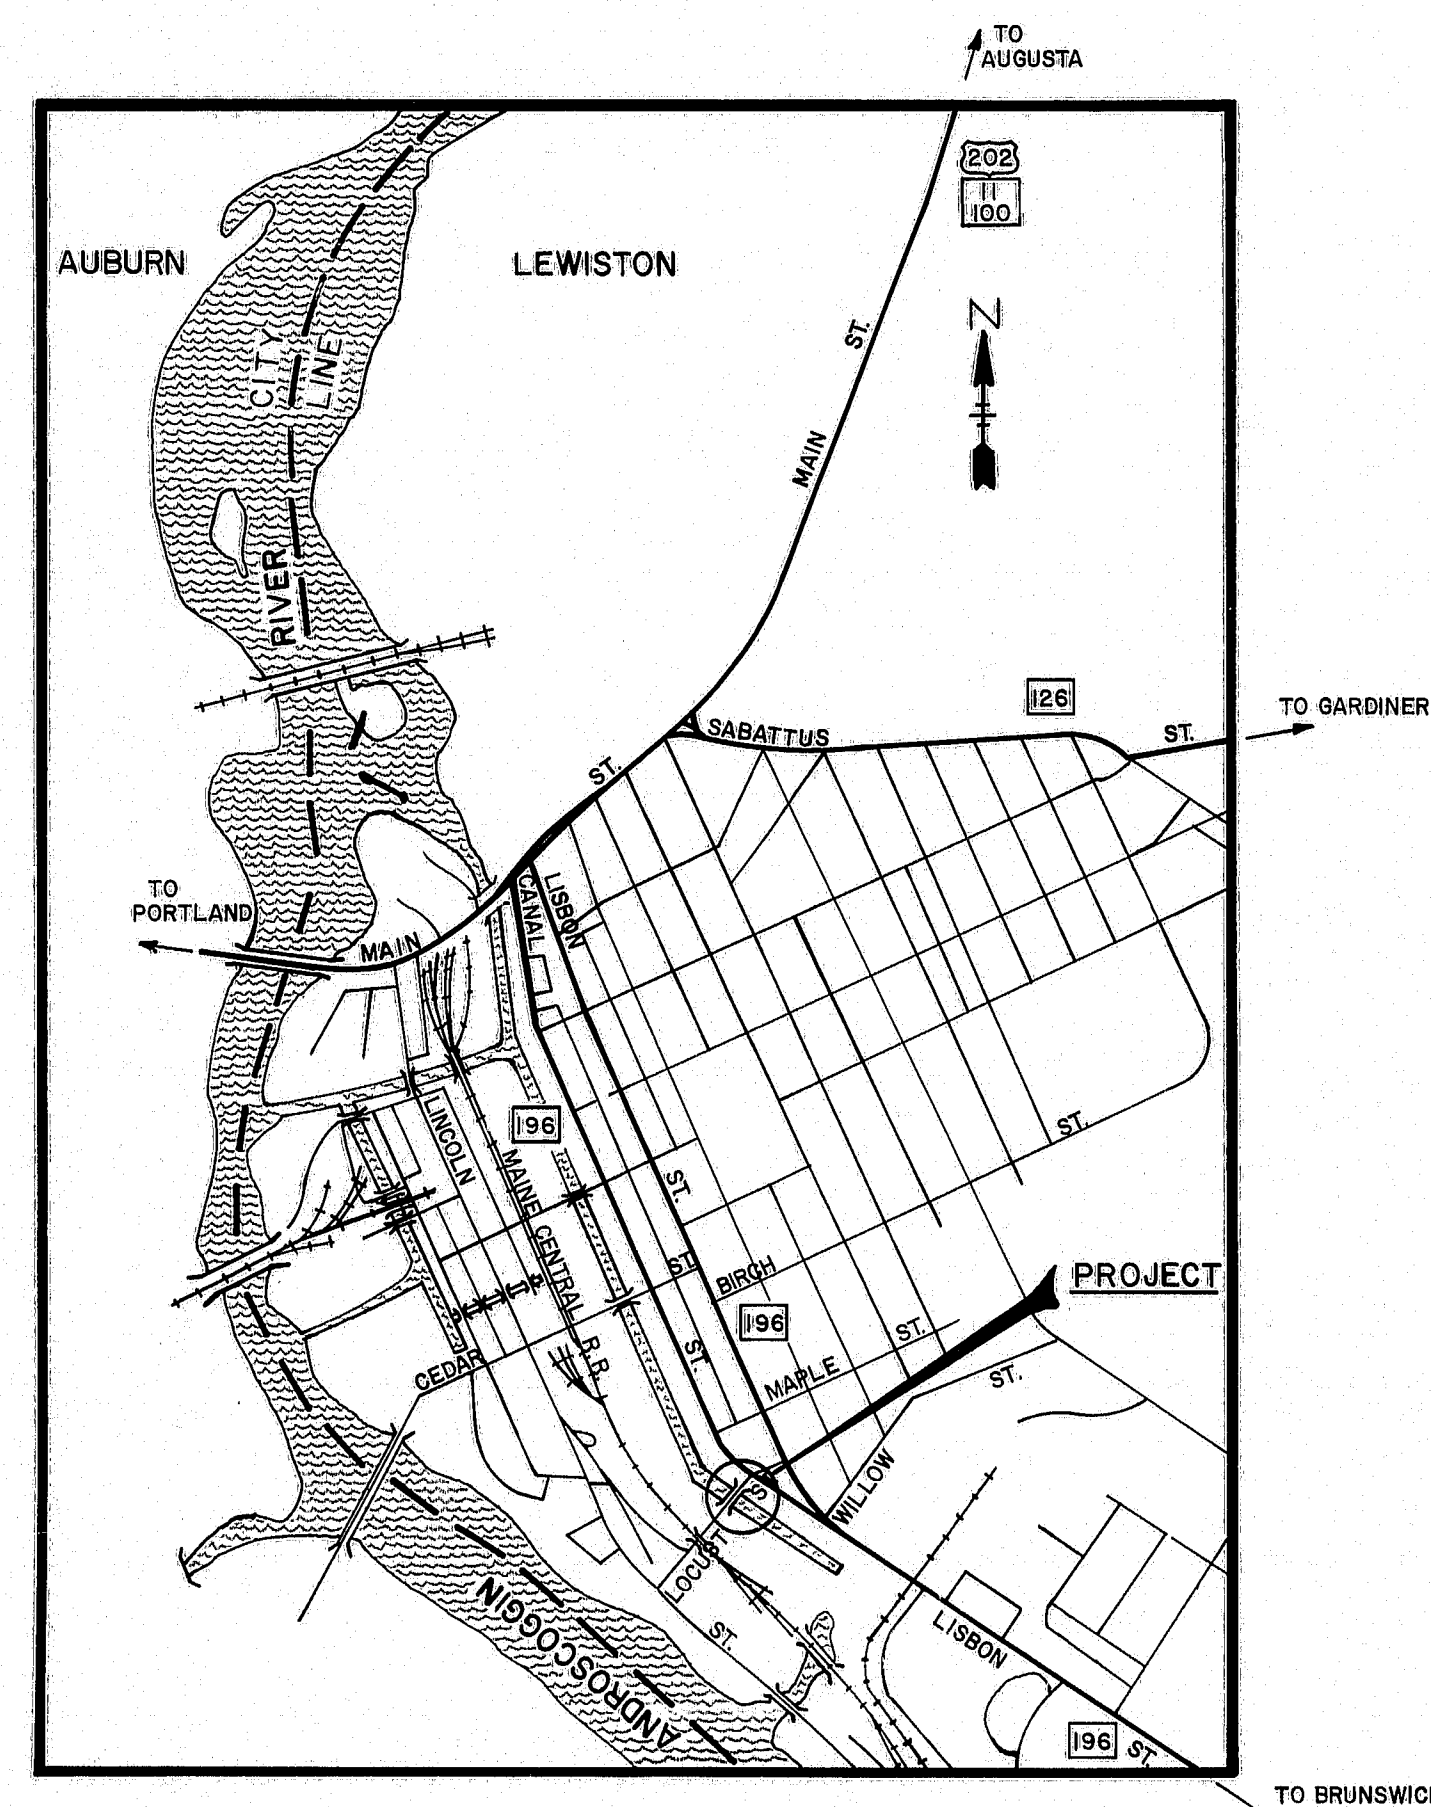 TO
AUGUSTA
202
11
100
AUBURN
LEWISTON
N
CITY
LINE
ST.
MAIN
RIVER
126
TO GARDINER
SABATTUS
ST.
ST.
TO
PORTLAND
MAIN
CANAL
LISBON
196
LINCOLN
MAINE CENTRAL R.R.
ST.
ST.
ST.
BIRCH
PROJECT
196
ST.
ST.
MAPLE
ST.
CEDAR
WILLOW
LOCUST
ST.
ANDROSCOGGIN
LISBON
196
ST.
TO BRUNSWICK